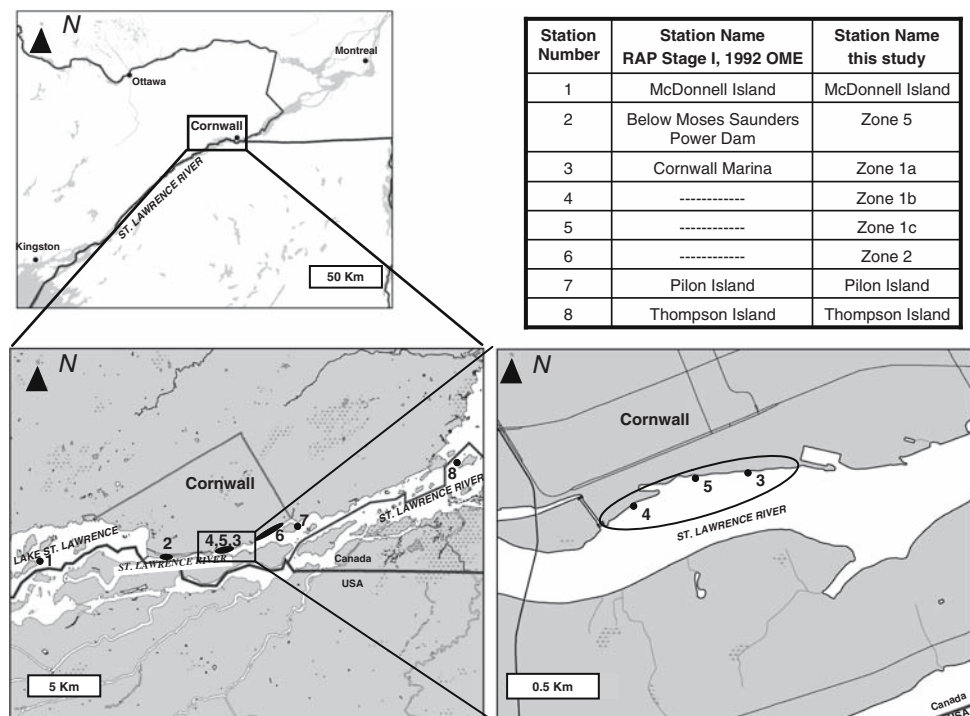 N
Montreal
Ottawa
Cornwall
ST. LAWRENCE RIVER
Kingston
50 Km
Station Number | Station Name RAP Stage I, 1992 OME | Station Name this study
1 | McDonnell Island | McDonnell Island
2 | Below Moses Saunders Power Dam | Zone 5
3 | Cornwall Marina | Zone 1a
4 | ------------ | Zone 1b
5 | ------------ | Zone 1c
6 | ------------ | Zone 2
7 | Pilon Island | Pilon Island
8 | Thompson Island | Thompson Island
N
Cornwall
8
ST. LAWRENCE RIVER
7
6
4,5,3
2
LAKE ST. LAWRENCE
1
ST. LAWRENCE RIVER
Canada
USA
5 Km
N
Cornwall
3
5
4
ST. LAWRENCE RIVER
0.5 Km
Canada
USA